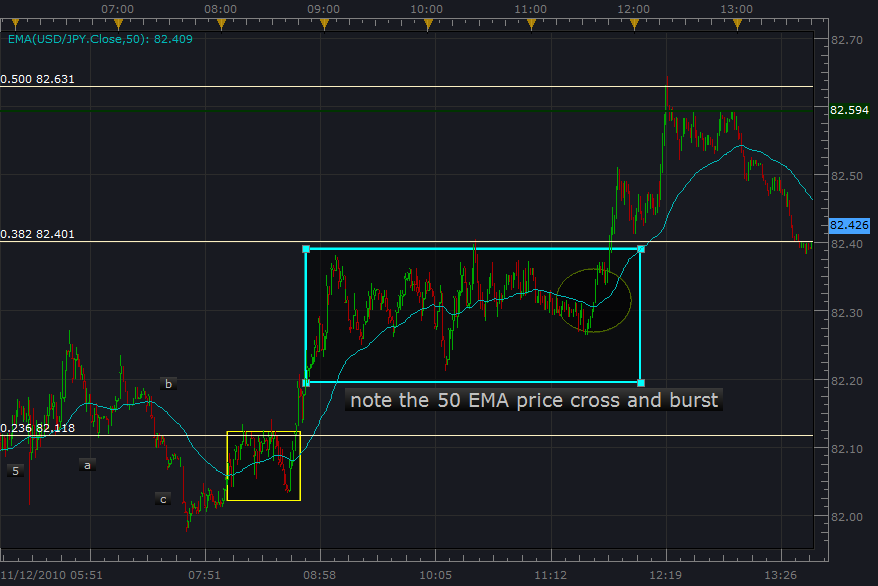 07:00 08:00 09:00 10:00 11:00 12:00 13:00
EMA(USD/JPY.Close,50): 82.409
82.70
0.500 82.631
82.594
82.50
82.426
0.382 82.401
82.40
82.30
b
82.20
note the 50 EMA price cross and burst
0.236 82.118
82.10
5
a
c
82.00
11/12/2010 05:51 07:51 08:58 10:05 11:12 12:19 13:26